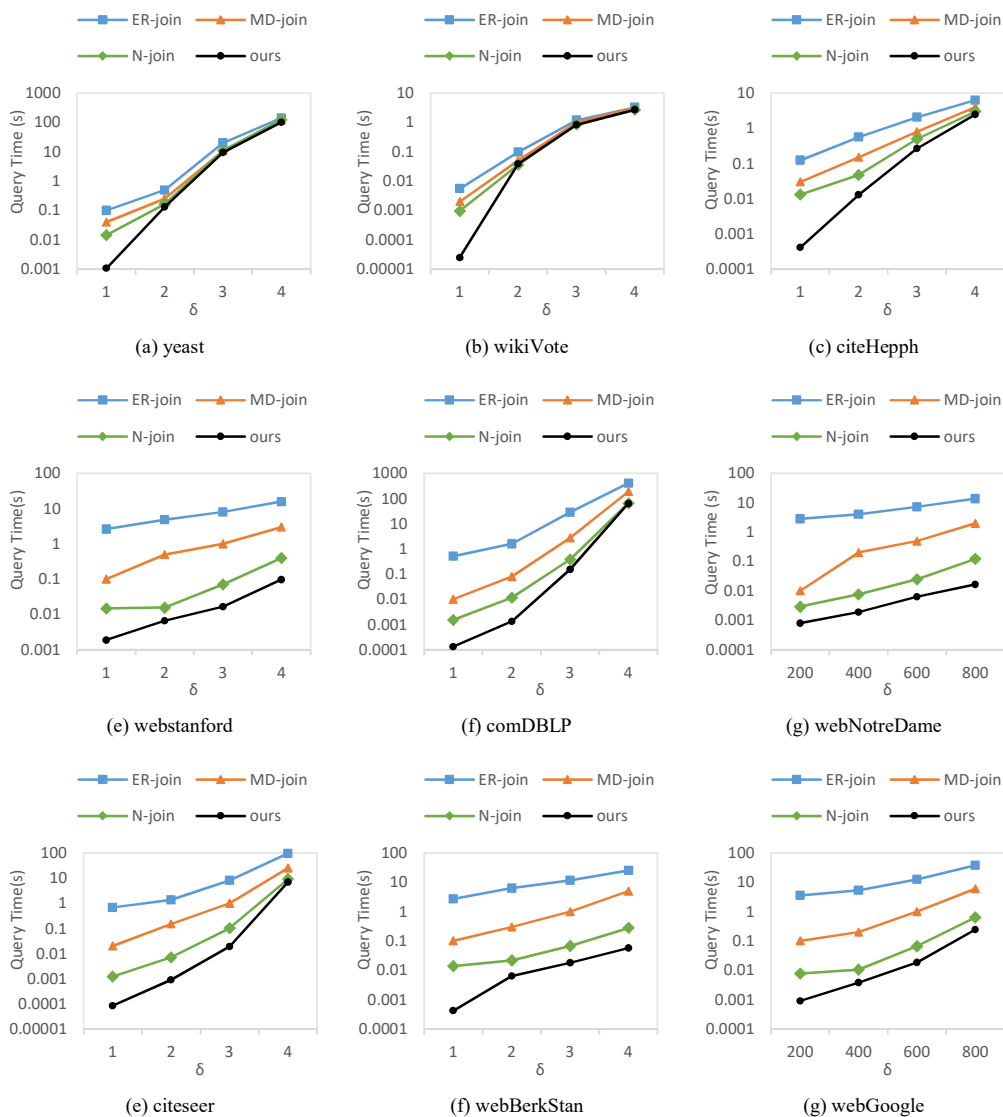 ER-join MD-join
N-join ours
1000
100
10
1
0.1
0.01
0.001
Query Time (s)
1 2 3 4
δ
(a) yeast
ER-join MD-join
N-join ours
10
1
0.1
0.01
0.001
0.0001
0.00001
Query Time (s)
1 2 3 4
δ
(b) wikiVote
ER-join MD-join
N-join ours
10
1
0.1
0.01
0.001
0.0001
Query Time(s)
1 2 3 4
δ
(c) citeHepph
ER-join MD-join
N-join ours
100
10
1
0.1
0.01
0.001
Query Time(s)
1 2 3 4
δ
(e) webstanford
ER-join MD-join
N-join ours
1000
100
10
1
0.1
0.01
0.001
0.0001
Query Time(s)
1 2 3 4
δ
(f) comDBLP
ER-join MD-join
N-join ours
100
10
1
0.1
0.01
0.001
0.0001
Query Time (s)
200 400 600 800
δ
(g) webNotreDame
ER-join MD-join
N-join ours
100
10
1
0.1
0.01
0.001
0.0001
0.00001
Query Time(s)
1 2 3 4
δ
(e) citeseer
ER-join MD-join
N-join ours
100
10
1
0.1
0.01
0.001
0.0001
Query Time(s)
1 2 3 4
δ
(f) webBerkStan
ER-join MD-join
N-join ours
100
10
1
0.1
0.01
0.001
0.0001
Query Time(s)
200 400 600 800
δ
(g) webGoogle